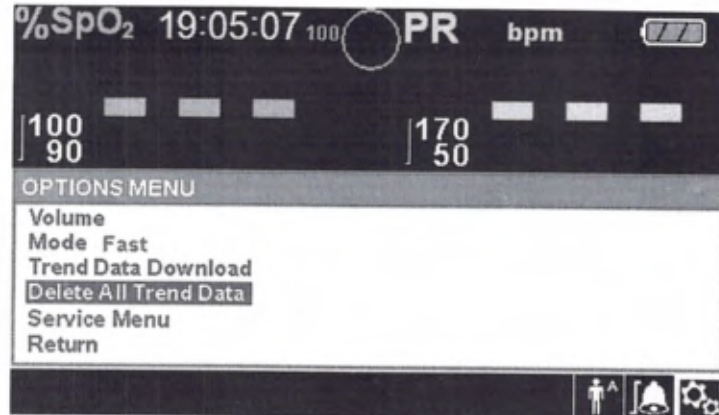 %SpO₂ 19:05:07 100 PR bpm
100 170
90 50
OPTIONS MENU
Volume
Mode Fast
Trend Data Download
Delete All Trend Data
Service Menu
Return
A